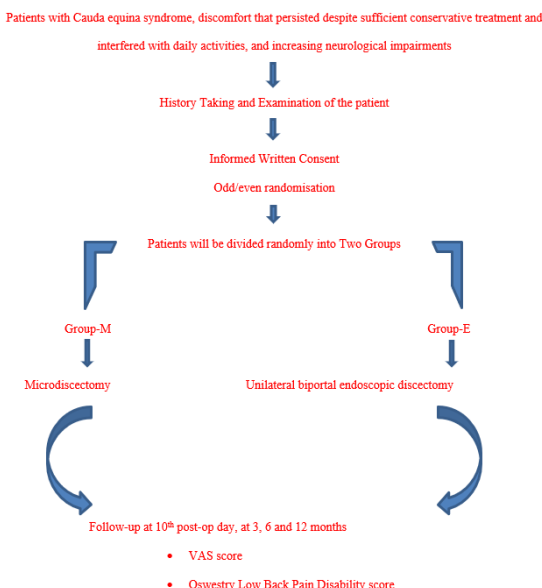 Patients with Cauda equina syndrome, discomfort that persisted despite sufficient conservative treatment and
interfered with daily activities, and increasing neurological impairments
History Taking and Examination of the patient
Informed Written Consent
Odd/even randomisation
Patients will be divided randomly into Two Groups
Group-M
Group-E
Microdiscectomy
Unilateral biportal endoscopic discectomy
Follow-up at 10th post-op day, at 3, 6 and 12 months
• VAS score
• Oswestry Low Back Pain Disability score